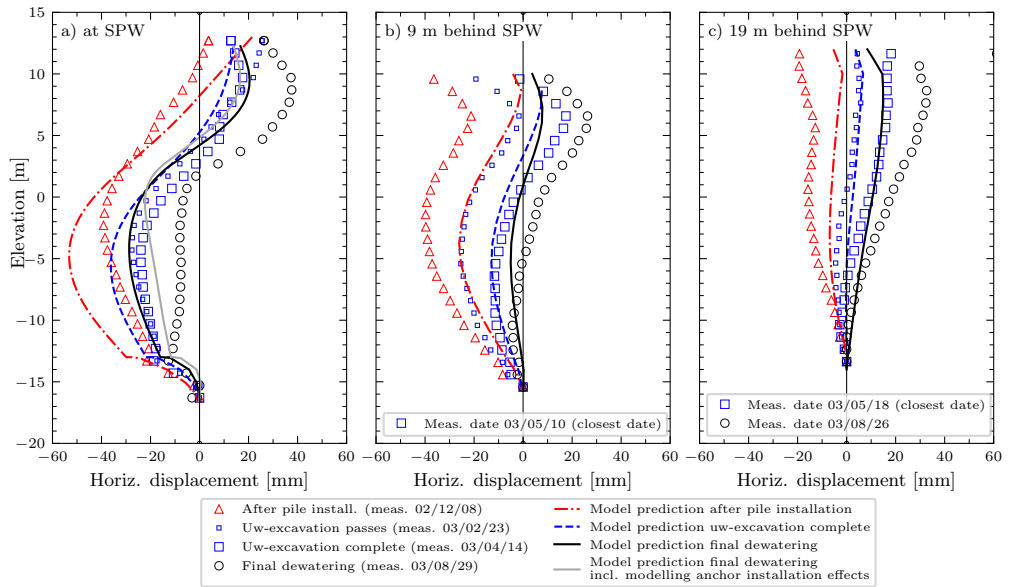 a) at SPW
b) 9 m behind SPW
c) 19 m behind SPW
15
10
5
0
−5
−10
−15
−20
Elevation [m]
Meas. date 03/05/10 (closest date)
Meas. date 03/05/18 (closest date)
Meas. date 03/08/26
−60 −40 −20 0 20 40 60
−60 −40 −20 0 20 40 60
−60 −40 −20 0 20 40 60
Horiz. displacement [mm]
Horiz. displacement [mm]
Horiz. displacement [mm]
After pile install. (meas. 02/12/08)
Uw-excavation passes (meas. 03/02/23)
Uw-excavation complete (meas. 03/04/14)
Final dewatering (meas. 03/08/29)
Model prediction after pile installation
Model prediction uw-excavation complete
Model prediction final dewatering
Model prediction final dewatering
incl. modelling anchor installation effects